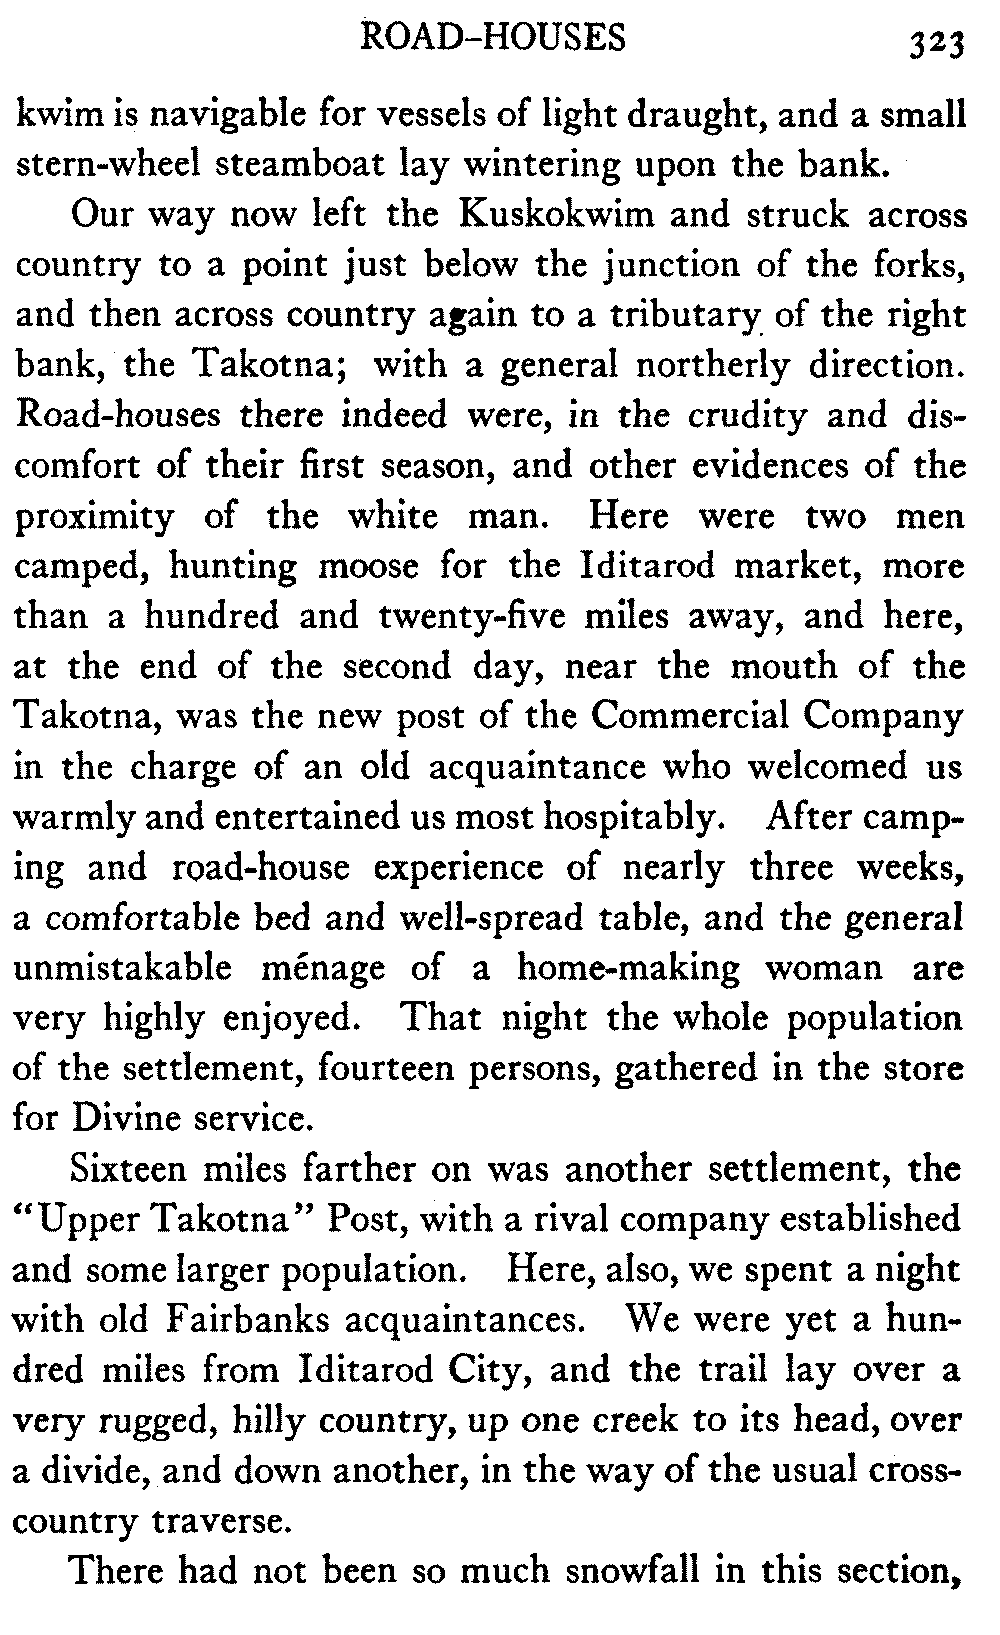 ROAD-HOUSES 323
kwim is navigable for vessels of light draught, and a small
stern-wheel steamboat lay wintering upon the bank.
Our way now left the Kuskokwim and struck across
country to a point just below the junction of the forks,
and then across country again to a tributary of the right
bank, the Takotna; with a general northerly direction.
Road-houses there indeed were, in the crudity and dis-
comfort of their first season, and other evidences of the
proximity of the white man. Here were two men
camped, hunting moose for the Iditarod market, more
than a hundred and twenty-five miles away, and here,
at the end of the second day, near the mouth of the
Takotna, was the new post of the Commercial Company
in the charge of an old acquaintance who welcomed us
warmly and entertained us most hospitably. After camp-
ing and road-house experience of nearly three weeks,
a comfortable bed and well-spread table, and the general
unmistakable ménage of a home-making woman are
very highly enjoyed. That night the whole population
of the settlement, fourteen persons, gathered in the store
for Divine service.
Sixteen miles farther on was another settlement, the
“Upper Takotna” Post, with a rival company established
and some larger population. Here, also, we spent a night
with old Fairbanks acquaintances. We were yet a hun-
dred miles from Iditarod City, and the trail lay over a
very rugged, hilly country, up one creek to its head, over
a divide, and down another, in the way of the usual cross-
country traverse.
There had not been so much snowfall in this section,